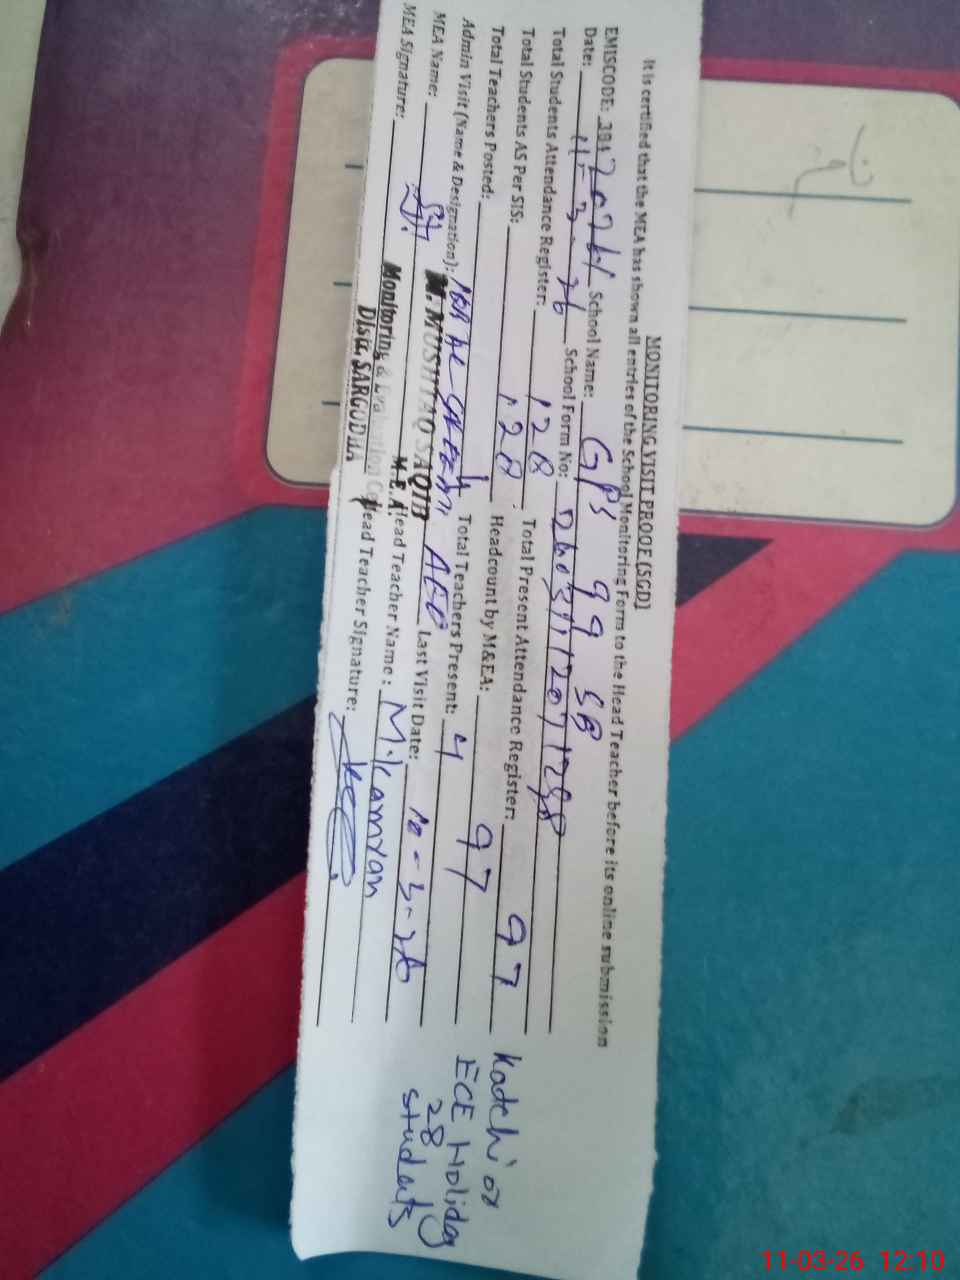 MONITORING VISIT PROOF (SGD)
It is certified that the MEA has shown all entries of the School Monitoring Form to the Head Teacher before its online submission
EMISCODE: School Name: GPS 99 SB
Date: 11-3-26 School Form No:
Total Students Attendance Register: 128 Total Present Attendance Register: 97
Total Students AS Per SIS: 128 Headcount by M&EA: 97
Total Teachers Posted: 4 Total Teachers Present: 4
Admin Visit (Name & Designation): AEO Last Visit Date: 10-3-26
MEA Name: M. MUSHTAQ SAQIB Head Teacher Name: M. Kamran
M.E.A.
MEA Signature: Head Teacher Signature:
Monitoring & Evaluation Cell
Distt. SARGODHA
Katchi or
ECE Holiday
28
students
11-03-26 12:10